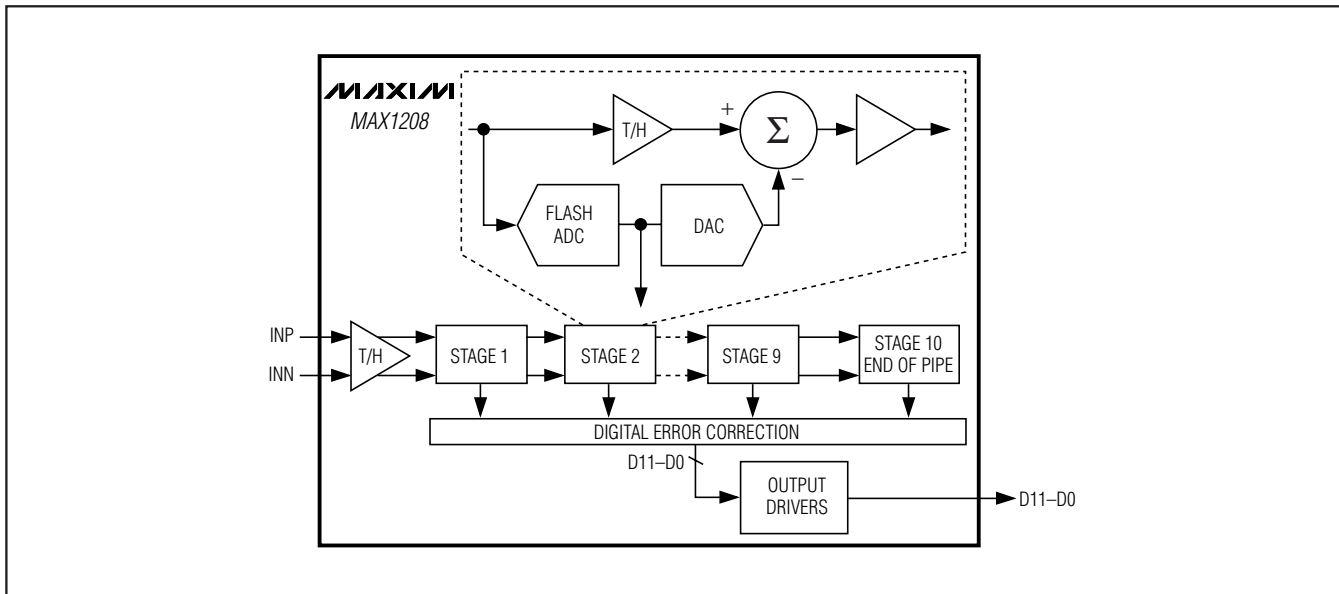 MAXIM
MAX1208
T/H
+
Σ
−
FLASH
ADC
DAC
INP
INN
T/H
STAGE 1
STAGE 2
STAGE 9
STAGE 10
END OF PIPE
DIGITAL ERROR CORRECTION
D11–D0
OUTPUT
DRIVERS
D11–D0